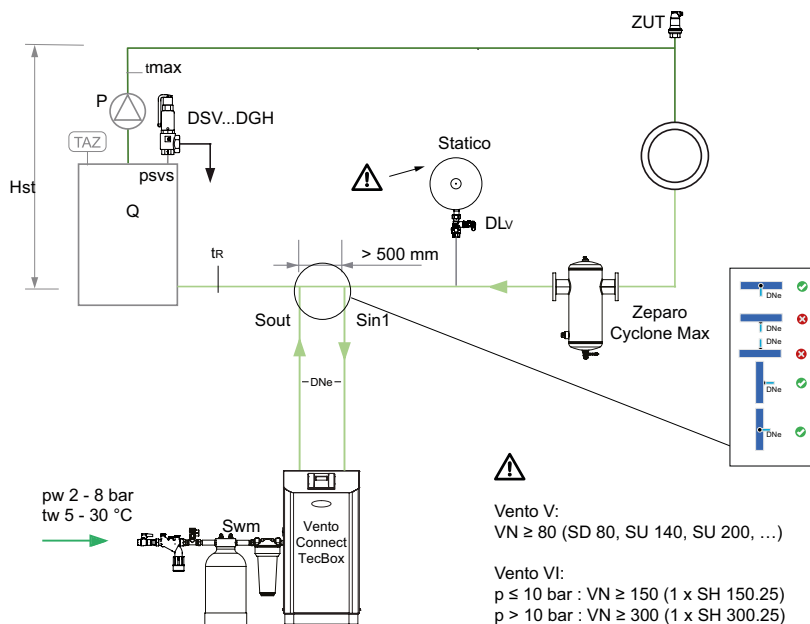 ZUT
tmax
P
DSV...DGH
TAZ
Statico
psvs
Hst
Q
DLV
> 500 mm
tR
Zeparo
Cyclone Max
Sout
Sin1
DNe
DNe
DNe
DNe
DNe
DNe
pw 2 - 8 bar
tw 5 - 30 °C
Swm
Vento
Connect
TecBox
Vento V:
VN ≥ 80 (SD 80, SU 140, SU 200, …)
Vento VI:
p ≤ 10 bar : VN ≥ 150 (1 x SH 150.25)
p > 10 bar : VN ≥ 300 (1 x SH 300.25)